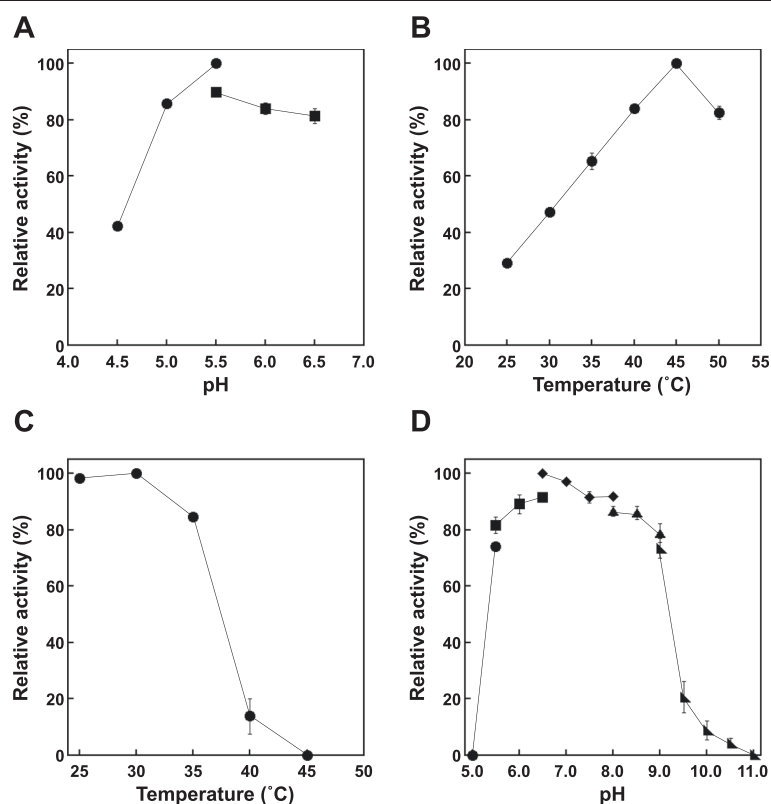 A
100
80
60
40
20
0
4.0 4.5 5.0 5.5 6.0 6.5 7.0
pH
Relative activity (%)
B
100
80
60
40
20
0
20 25 30 35 40 45 50 55
Temperature (˚C)
Relative activity (%)
C
100
80
60
40
20
0
25 30 35 40 45 50
Temperature (˚C)
Relative activity (%)
D
100
80
60
40
20
0
5.0 6.0 7.0 8.0 9.0 10.0 11.0
pH
Relative activity (%)